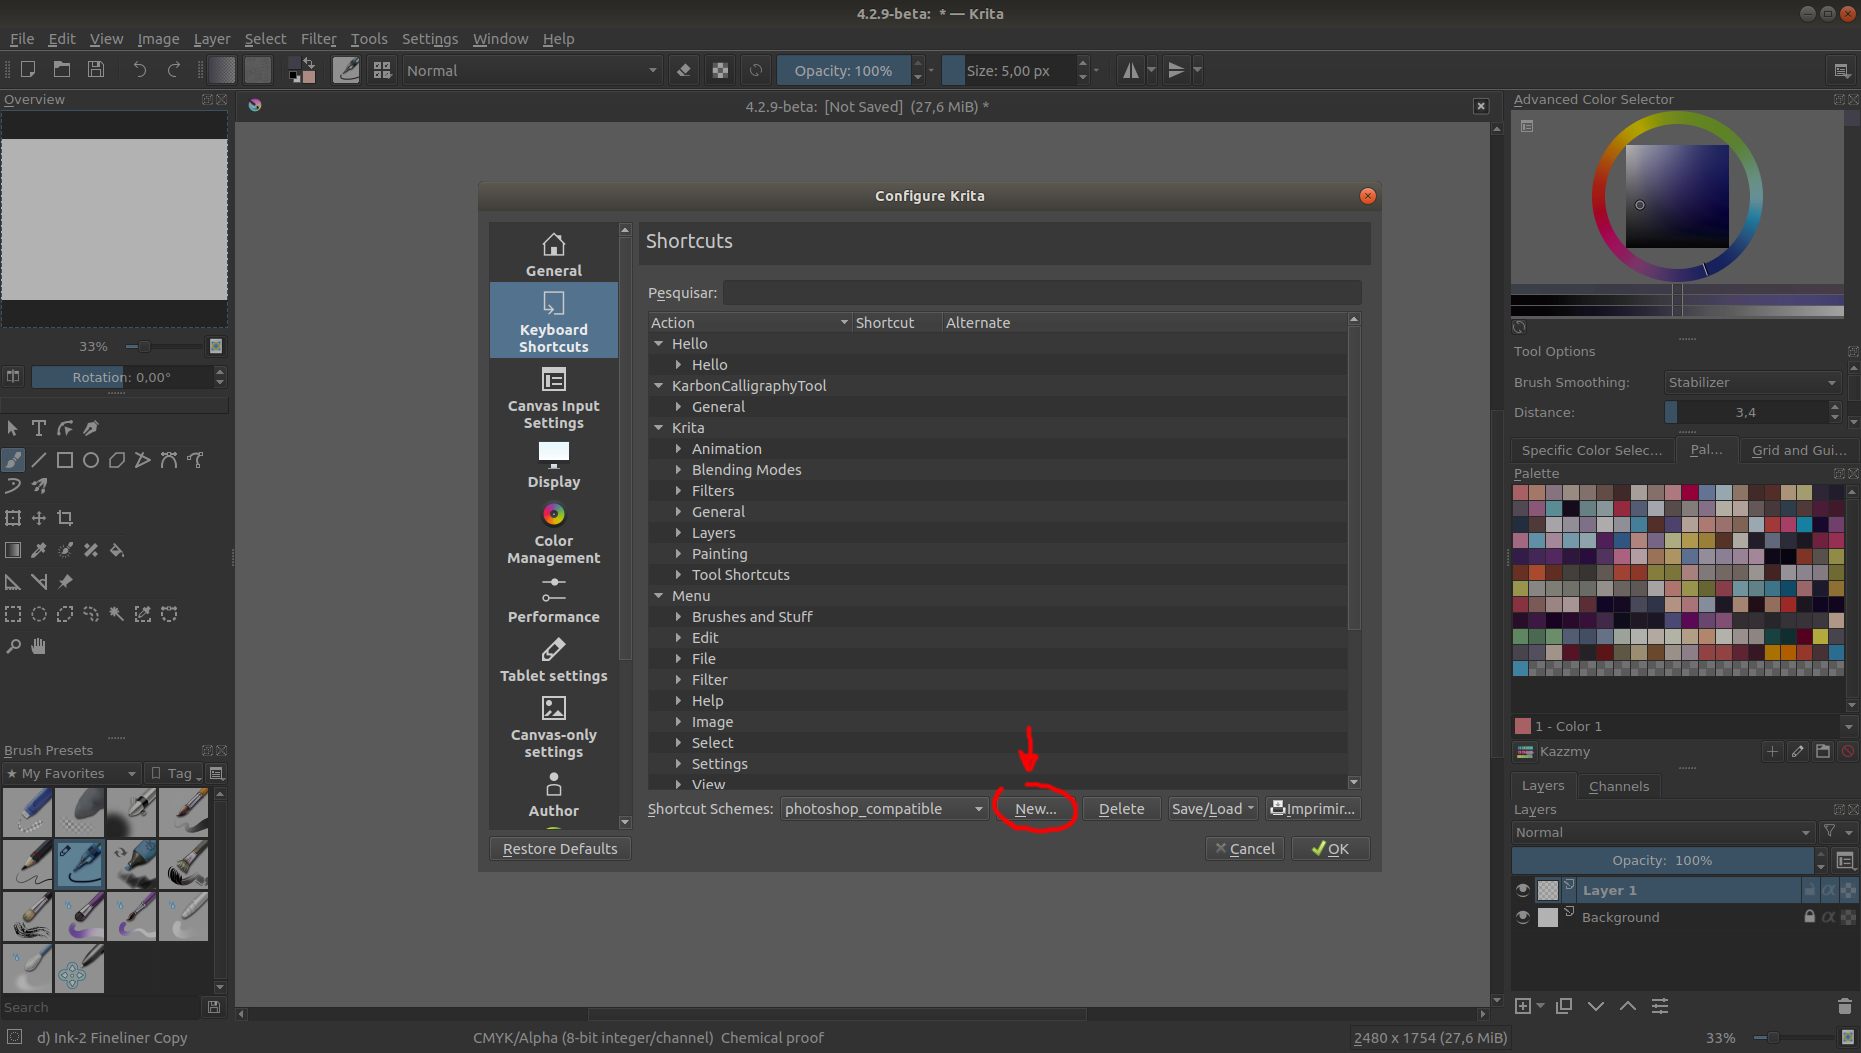 4.2.9-beta: * — Krita
File Edit View Image Layer Select Filter Tools Settings Window Help
Normal
Opacity: 100%
Size: 5,00 px
Overview
4.2.9-beta: [Not Saved] (27,6 MiB) *
33%
Rotation: 0,00°
Configure Krita
General
Keyboard
Shortcuts
Canvas Input
Settings
Display
Color
Management
Performance
Tablet settings
Canvas-only
settings
Author
Shortcuts
Pesquisar:
Action Shortcut Alternate
Hello
Hello
KarbonCalligraphyTool
General
Krita
Animation
Blending Modes
Filters
General
Layers
Painting
Tool Shortcuts
Menu
Brushes and Stuff
Edit
File
Filter
Help
Image
Select
Settings
View
Shortcut Schemes: photoshop_compatible New... Delete Save/Load Imprimir...
Restore Defaults Cancel OK
Brush Presets
★ My Favorites Tag
Search
Advanced Color Selector
Tool Options
Brush Smoothing: Stabilizer
Distance: 3,4
Specific Color Selec... Pal... Grid and Gui...
Palette
1 - Color 1
Kazzmy
Layers Channels
Layers
Normal
Opacity: 100%
Layer 1
Background
d) Ink-2 Fineliner Copy
CMYK/Alpha (8-bit integer/channel) Chemical proof
2480 x 1754 (27,6 MiB)
33%